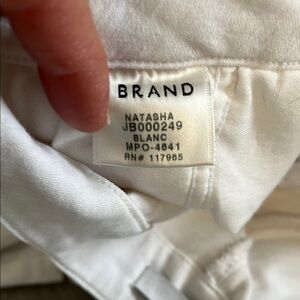 BRAND
NATASHA
JB000249
BLANC
MPO-4641
RN# 117965